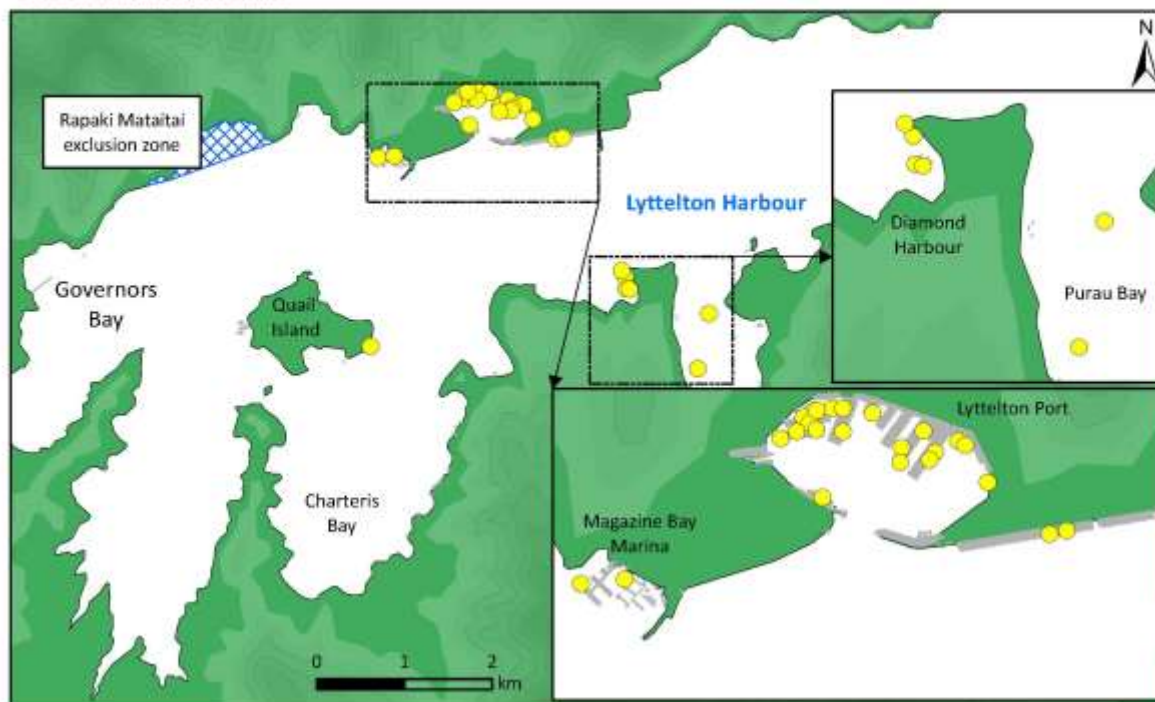 N
Rapaki Mataitai
exclusion zone
Lyttelton Harbour
Diamond
Harbour
Purau Bay
Governors
Bay
Quail
Island
Charteris
Bay
Lyttelton Port
Magazine Bay
Marina
0 1 2
km